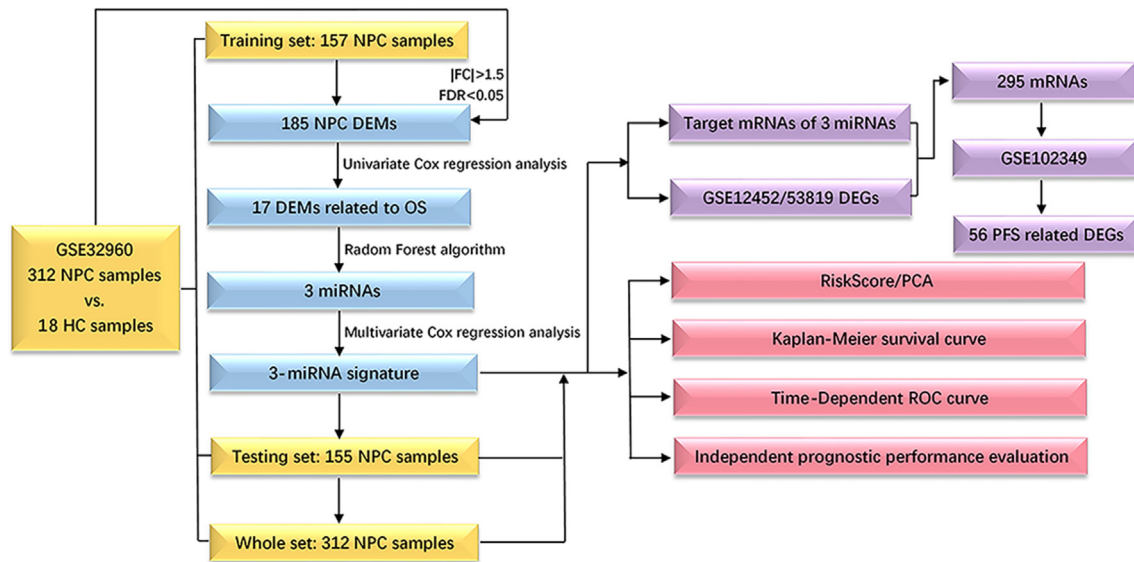 GSE32960
312 NPC samples
vs.
18 HC samples
Training set: 157 NPC samples
|FC|>1.5
FDR<0.05
185 NPC DEMs
Univariate Cox regression analysis
17 DEMs related to OS
Radom Forest algorithm
3 miRNAs
Multivariate Cox regression analysis
3-miRNA signature
Testing set: 155 NPC samples
Whole set: 312 NPC samples
Target mRNAs of 3 miRNAs
GSE12452/53819 DEGs
295 mRNAs
GSE102349
56 PFS related DEGs
RiskScore/PCA
Kaplan-Meier survival curve
Time-Dependent ROC curve
Independent prognostic performance evaluation